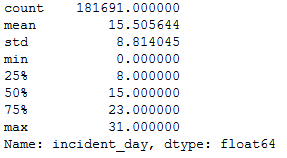 count    181691.000000
mean         15.505644
std           8.814045
min           0.000000
25%           8.000000
50%          15.000000
75%          23.000000
max          31.000000
Name: incident_day, dtype: float64